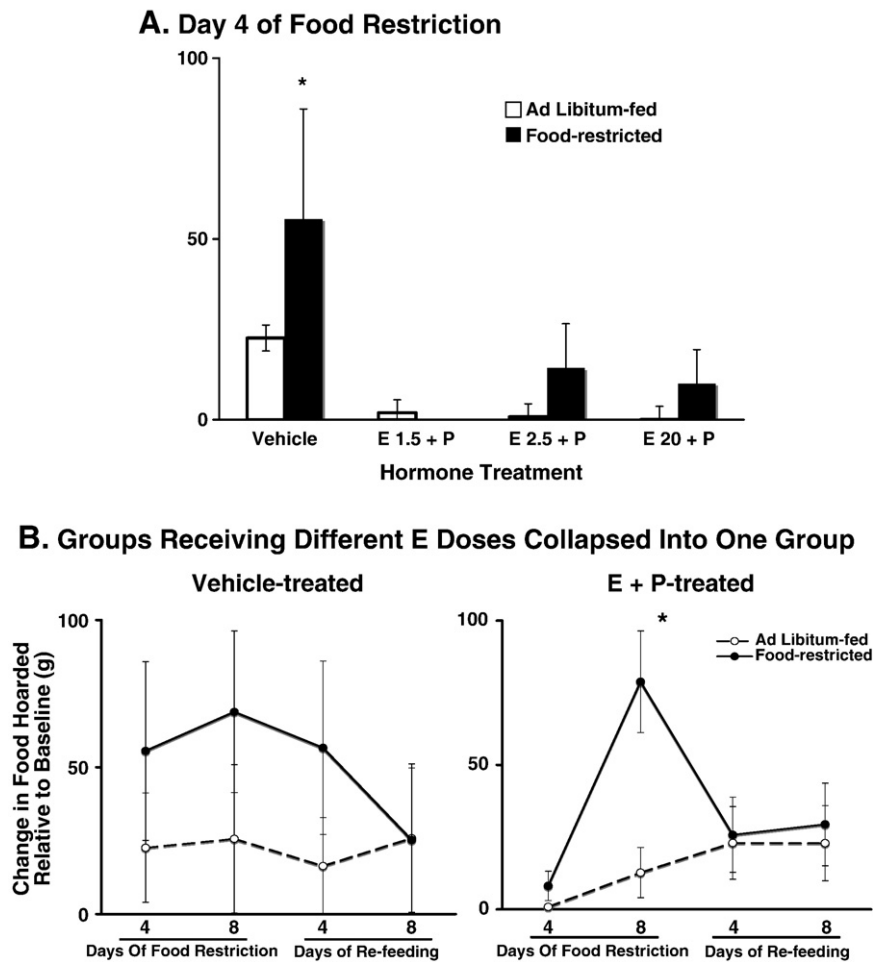 A. Day 4 of Food Restriction
100
*
Ad Libitum-fed
Food-restricted
50
0
Vehicle
E 1.5 + P
E 2.5 + P
E 20 + P
Hormone Treatment
B. Groups Receiving Different E Doses Collapsed Into One Group
Vehicle-treated
Change in Food Hoarded
Relative to Baseline (g)
100
50
0
4
8
4
8
Days Of Food Restriction
Days of Re-feeding
E + P-treated
100
*
Ad Libitum-fed
Food-restricted
50
0
4
8
4
8
Days Of Food Restriction
Days of Re-feeding